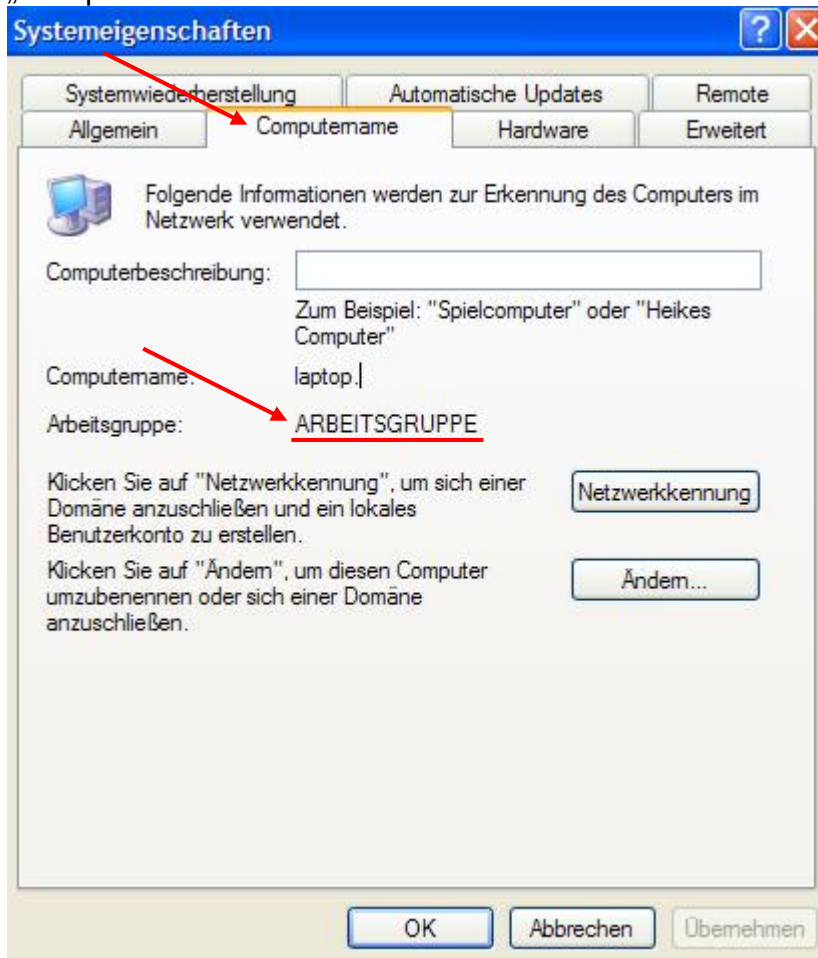 Systemeigenschaften
Systemwiederherstellung Automatische Updates Remote
Allgemein Computername Hardware Erweitert
Folgende Informationen werden zur Erkennung des Computers im
Netzwerk verwendet.
Computerbeschreibung:
Zum Beispiel: "Spielcomputer" oder "Heikes
Computer"
Computername: laptop.
Arbeitsgruppe: ARBEITSGRUPPE
Klicken Sie auf "Netzwerkkennung", um sich einer
Domäne anzuschließen und ein lokales
Benutzerkonto zu erstellen.
Netzwerkkennung
Klicken Sie auf "Ändern", um diesen Computer
umzubenennen oder sich einer Domäne
anzuschließen.
Ändern...
OK Abbrechen Übernehmen